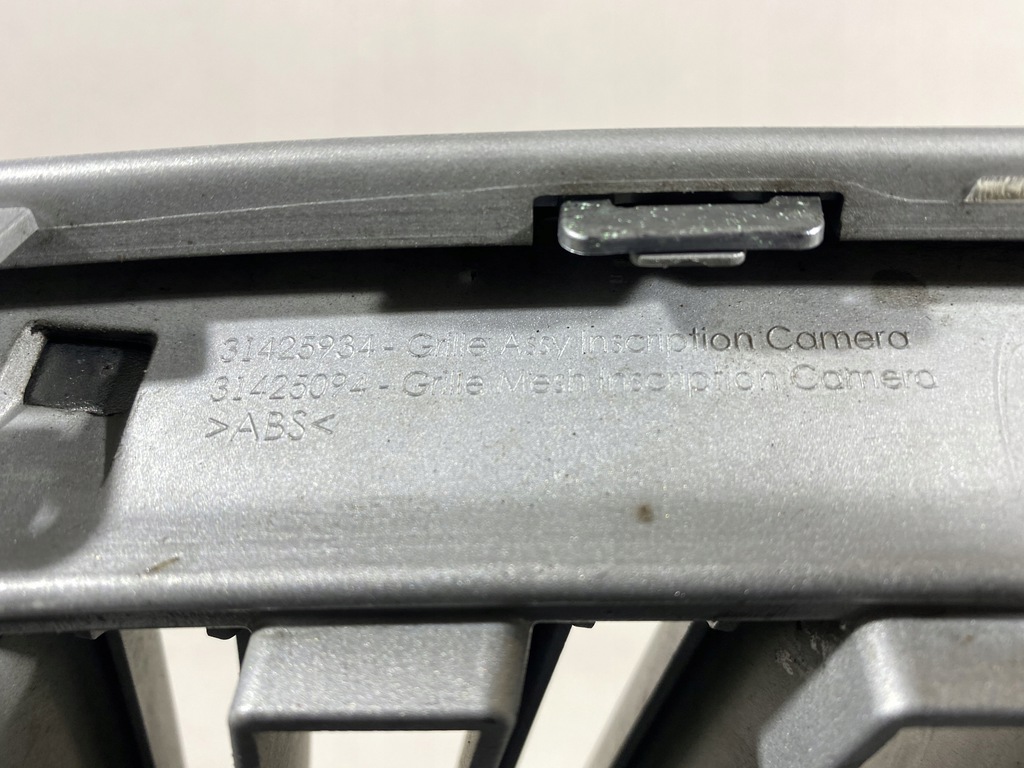 31425934 - Grille Assy Inscription Camera
31425094 - Grille Mesh Inscription Camera
>ABS<